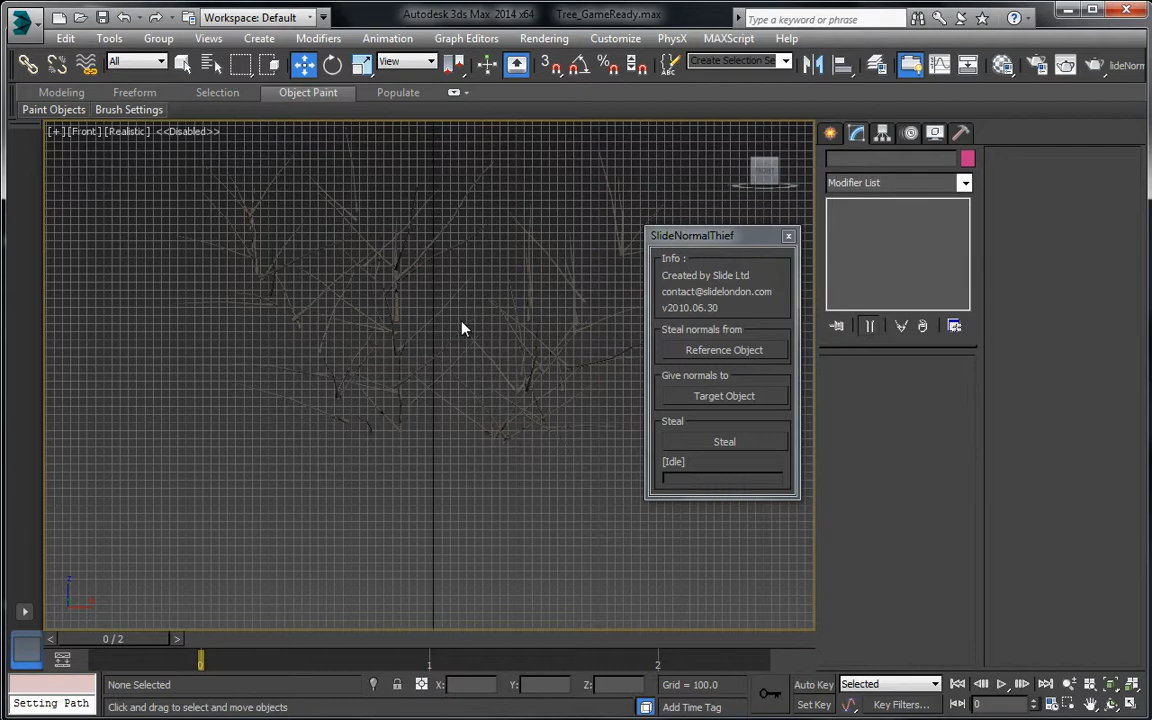 Workspace: Default
Autodesk 3ds Max 2014 x64 Tree_GameReady.max
Type a keyword or phrase
Edit Tools Group Views Create Modifiers Animation Graph Editors Rendering Customize PhysX MAXScript Help
All View Create Selection Se
Modeling Freeform Selection Object Paint Populate
Paint Objects Brush Settings
[+][Front][Realistic] <<Disabled>>
FRONT
Modifier List
SlideNormalThief
Info :
Created by Slide Ltd
contact@slidelondon.com
v2010.06.30
Steal normals from
Reference Object
Give normals to
Target Object
Steal
Steal
[Idle]
0 / 2
0 1 2
None Selected X: Y: Z: Grid = 100.0 Auto Key Selected
Setting Path Click and drag to select and move objects Add Time Tag Set Key Key Filters... 0